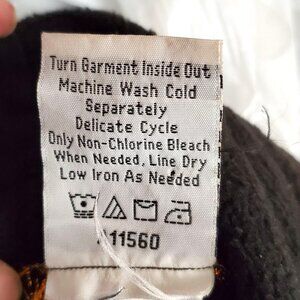 Turn Garment Inside Out
Machine Wash Cold
Separately
Delicate Cycle
Only Non-Chlorine Bleach
When Needed, Line Dry
Low Iron As Needed
11560